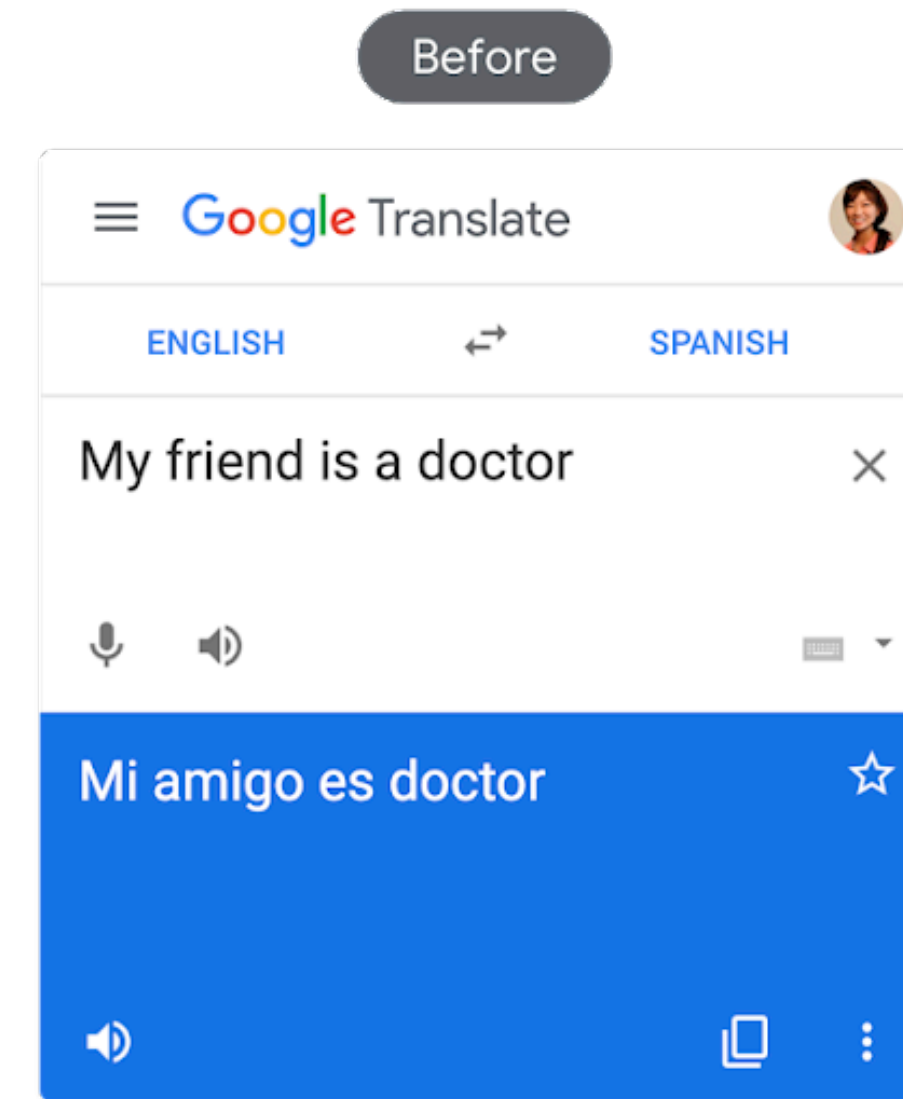 Before
Google Translate
ENGLISH SPANISH
My friend is a doctor
Mi amigo es doctor